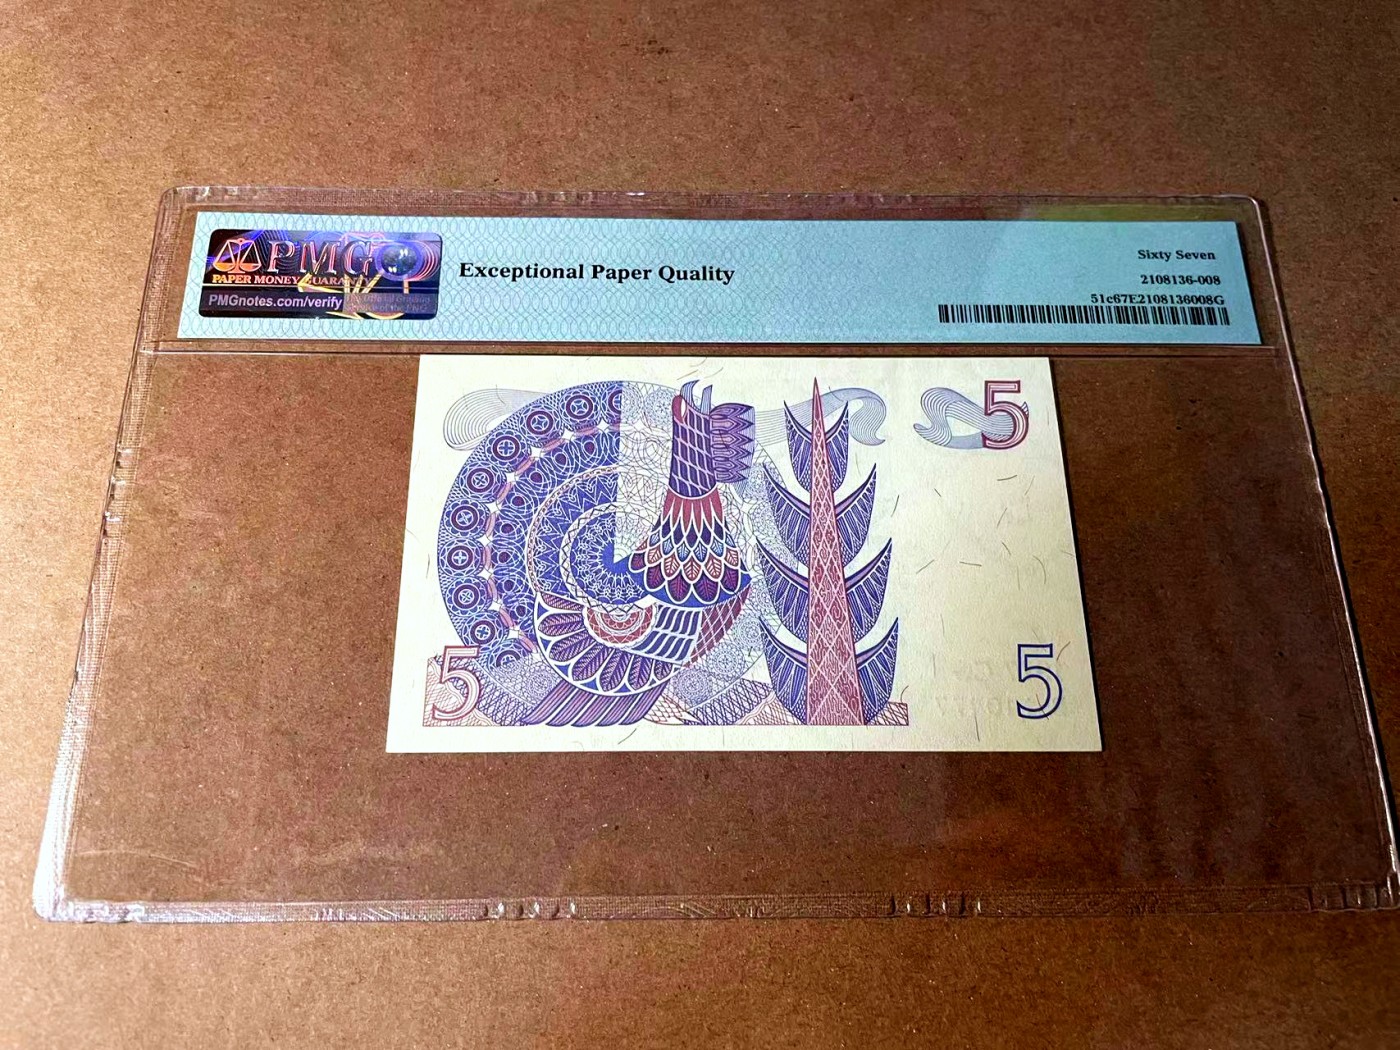 PMG
PAPER MONEY GUARANTY
PMGnotes.com/verify
Exceptional Paper Quality
Sixty Seven
2108136-008
51c67E2108136008G
5
5
5